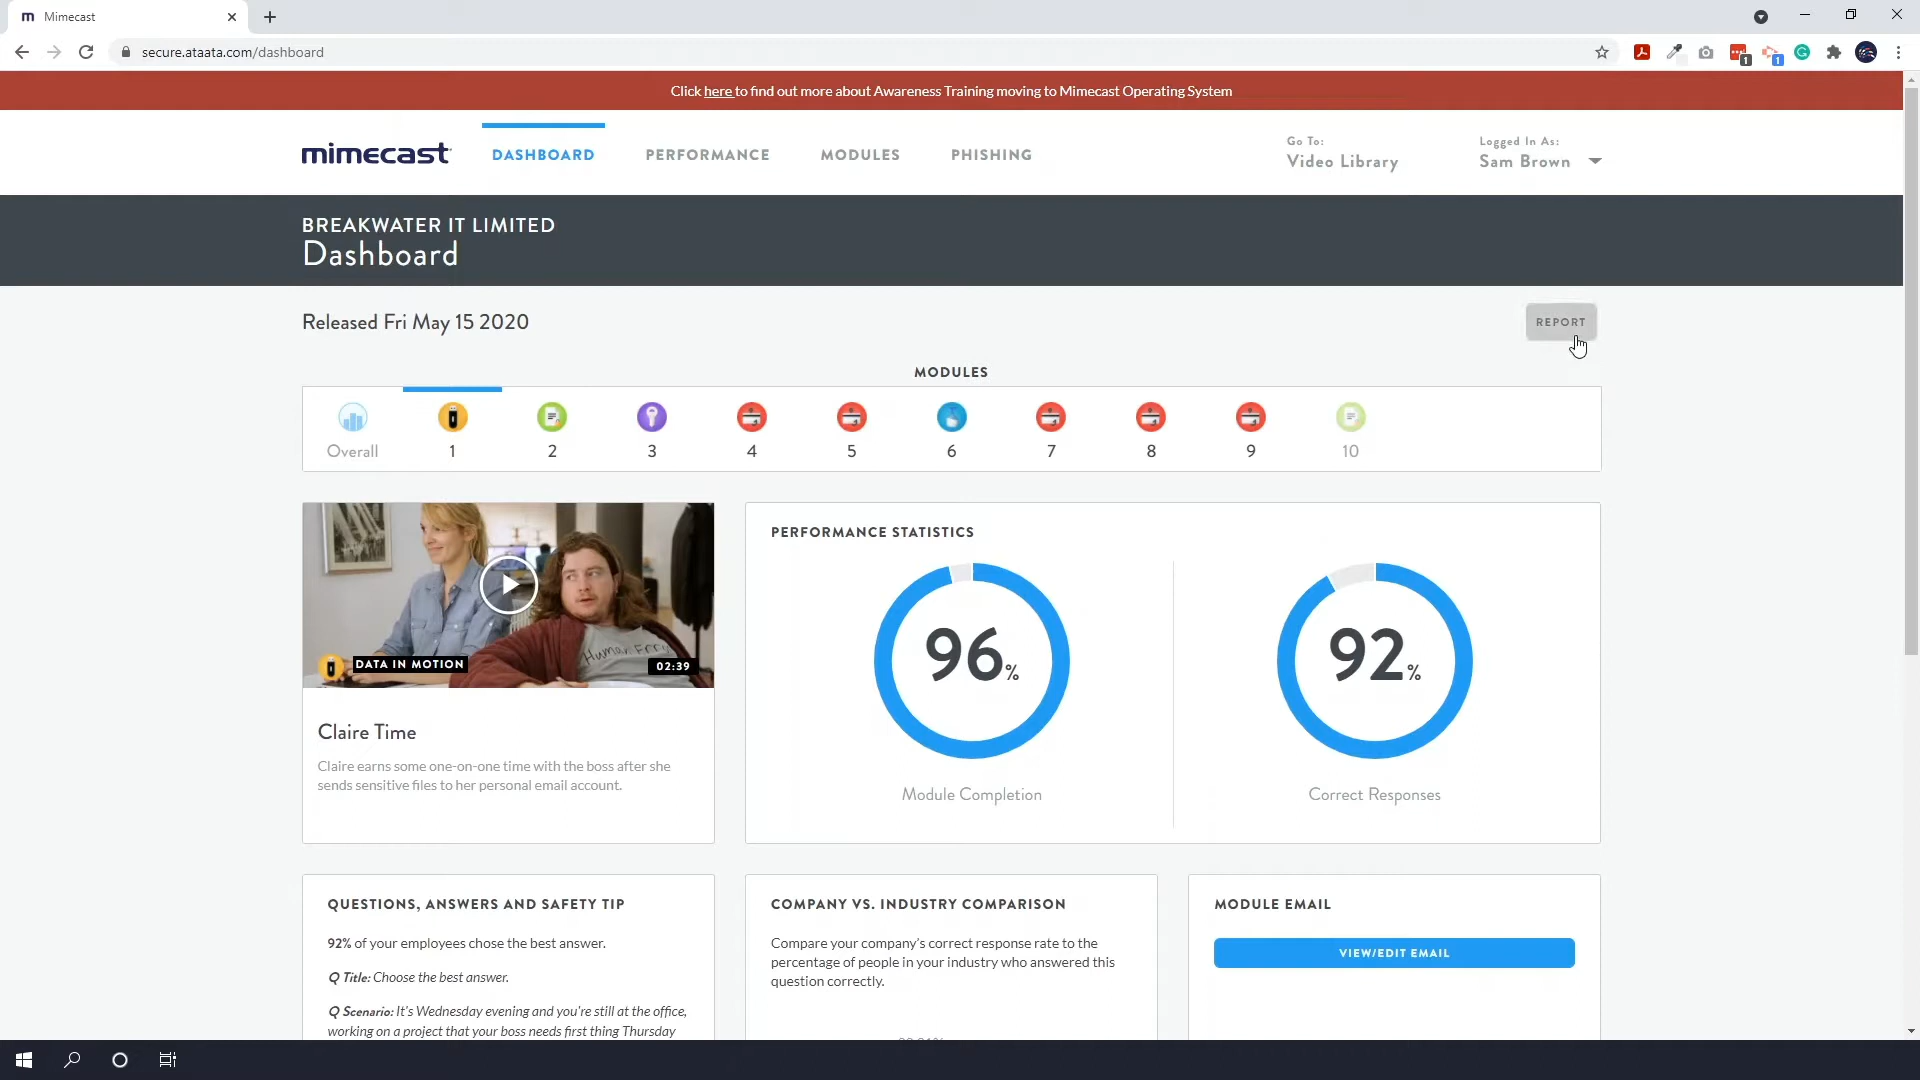 Mimecast
secure.ataata.com/dashboard
1
1
Click here to find out more about Awareness Training moving to Mimecast Operating System
mimecast
DASHBOARD
PERFORMANCE
MODULES
PHISHING
Go To:
Video Library
Logged In As:
Sam Brown
BREAKWATER IT LIMITED
Dashboard
Released Fri May 15 2020
REPORT
MODULES
Overall
1
2
3
4
5
6
7
8
9
10
DATA IN MOTION
02:39
Claire Time
Claire earns some one-on-one time with the boss after she
sends sensitive files to her personal email account.
PERFORMANCE STATISTICS
96%
Module Completion
92%
Correct Responses
QUESTIONS, ANSWERS AND SAFETY TIP
92% of your employees chose the best answer.
Q Title: Choose the best answer.
Q Scenario: It's Wednesday evening and you're still at the office,
working on a project that your boss needs first thing Thursday
COMPANY VS. INDUSTRY COMPARISON
Compare your company's correct response rate to the
percentage of people in your industry who answered this
question correctly.
MODULE EMAIL
VIEW/EDIT EMAIL